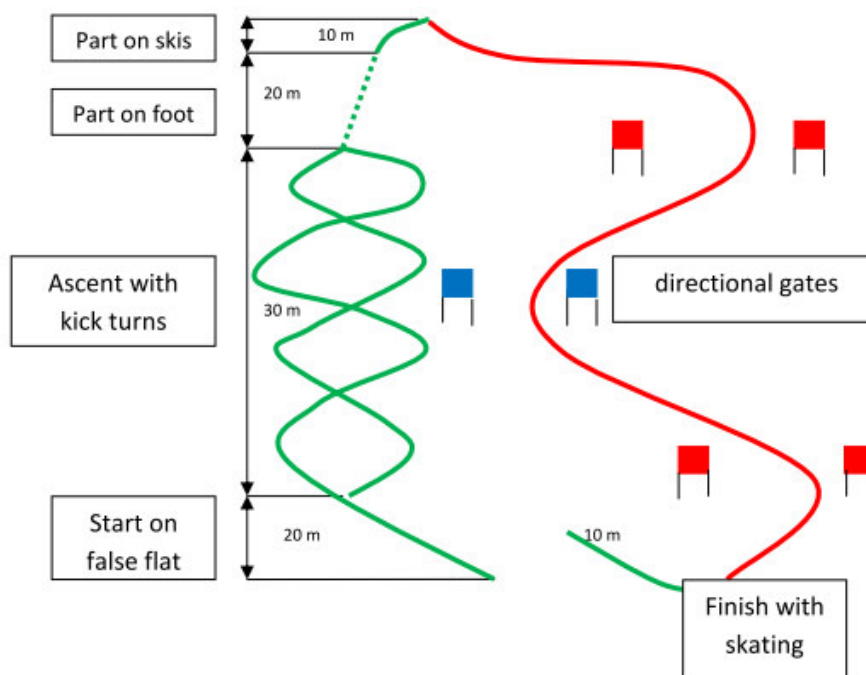 Part on skis
10 m
20 m
Part on foot
Ascent with
kick turns
30 m
directional gates
Start on
false flat
20 m
10 m
Finish with
skating